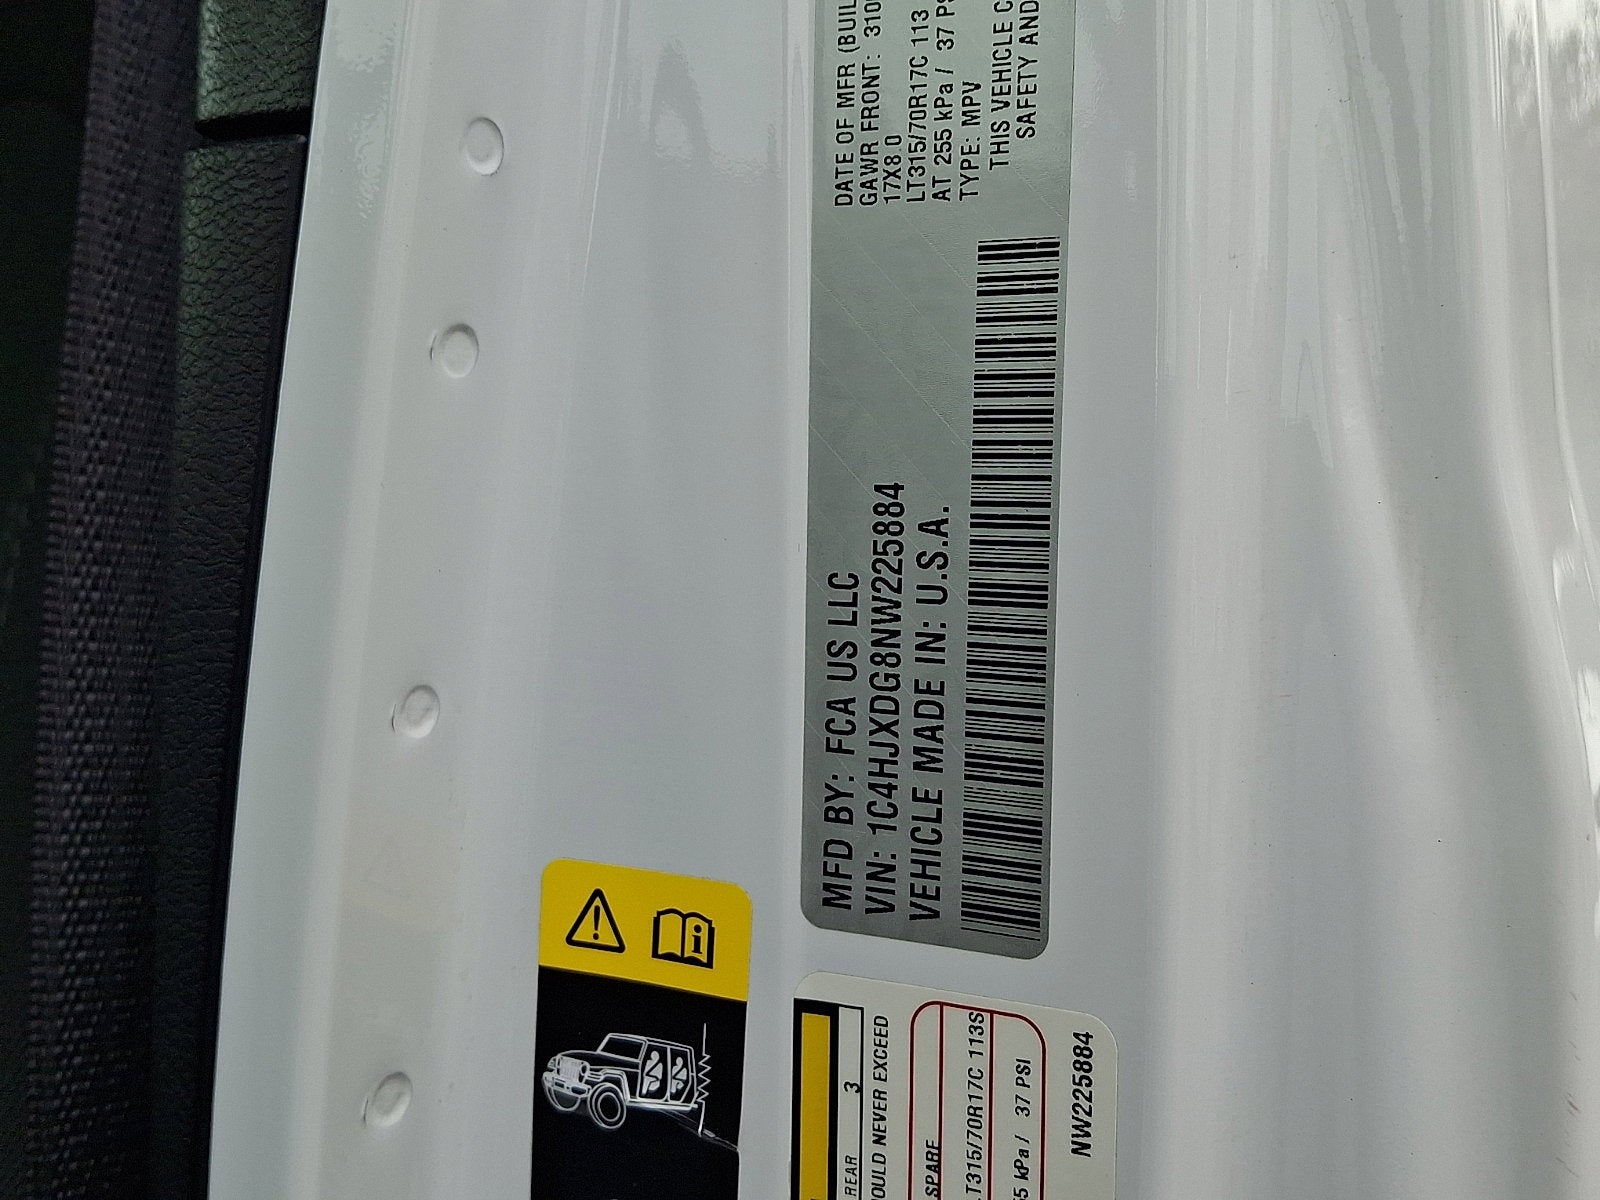 MFD BY: FCA US LLC
VIN: 1C4HJXDG8NW225884
VEHICLE MADE IN: U.S.A.
DATE OF MFR (BUIL
GAWR FRONT: 310
17X8.0
LT315/70R17C 113
AT 255 kPa / 37 PS
TYPE: MPV
THIS VEHICLE C
SAFETY AND
REAR 3
OULD NEVER EXCEED
SPARE
LT315/70R17C 113S
5 kPa / 37 PSI
NW225884